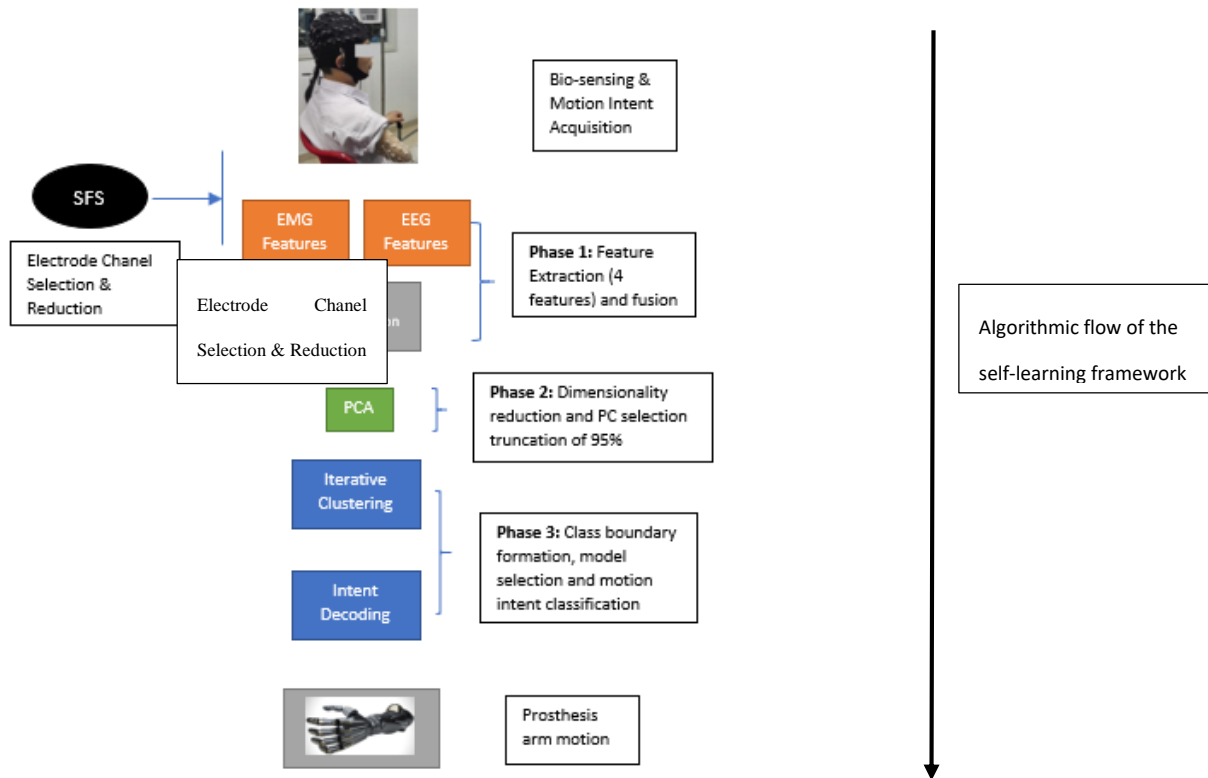 Bio-sensing &
Motion Intent
Acquisition
SFS
EMG
Features
EEG
Features
Electrode Chanel
Selection &
Reduction
Electrode Chanel
Selection & Reduction
Phase 1: Feature
Extraction (4
features) and fusion
Algorithmic flow of the
self-learning framework
PCA
Phase 2: Dimensionality
reduction and PC selection
truncation of 95%
Iterative
Clustering
Phase 3: Class boundary
formation, model
selection and motion
intent classification
Intent
Decoding
Prosthesis
arm motion